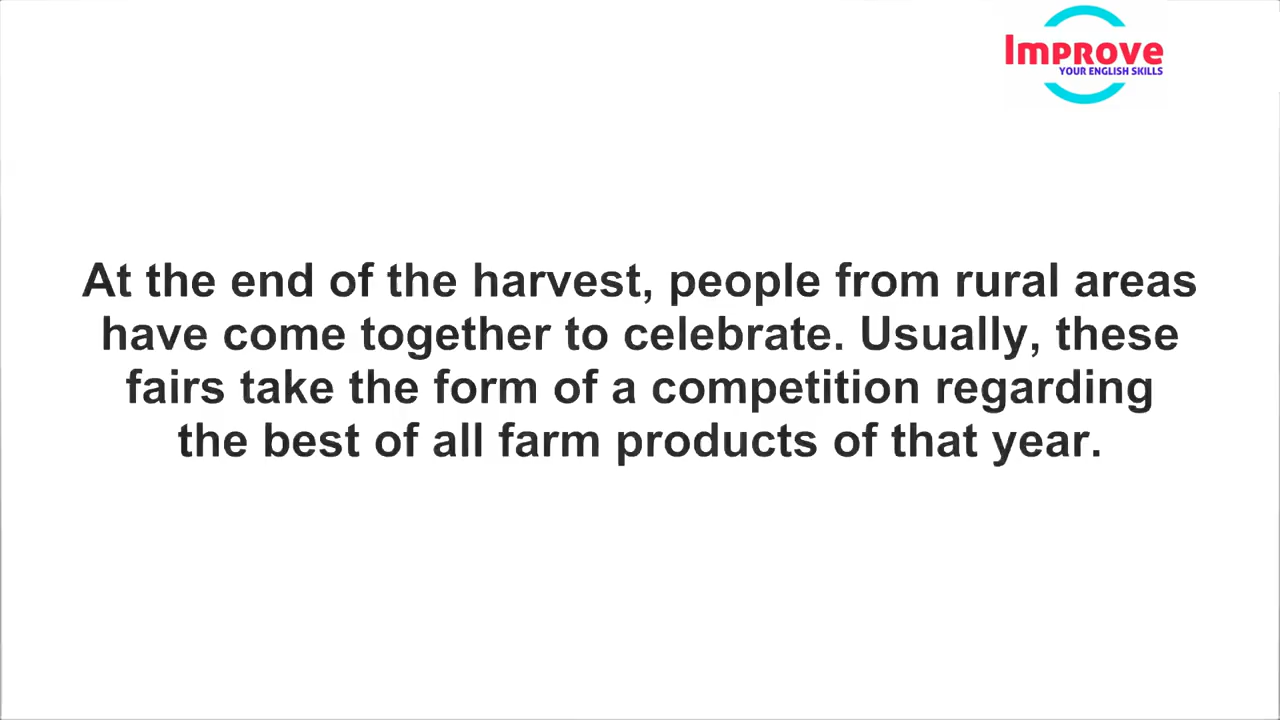 Improve
YOUR ENGLISH SKILLS
At the end of the harvest, people from rural areas
have come together to celebrate. Usually, these
fairs take the form of a competition regarding
the best of all farm products of that year.